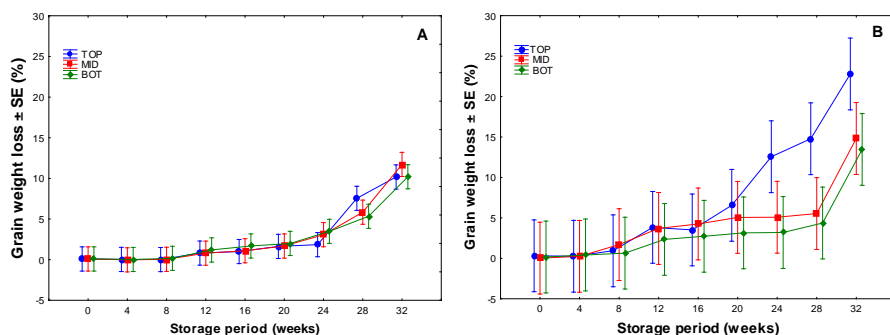 A
TOP
MID
BOT
Grain weight loss ± SE (%)
30
25
20
15
10
5
0
-5
0 4 8 12 16 20 24 28 32
Storage period (weeks)
B
TOP
MID
BOT
Grain weight loss ± SE (%)
30
25
20
15
10
5
0
-5
0 4 8 12 16 20 24 28 32
Storage period (weeks)